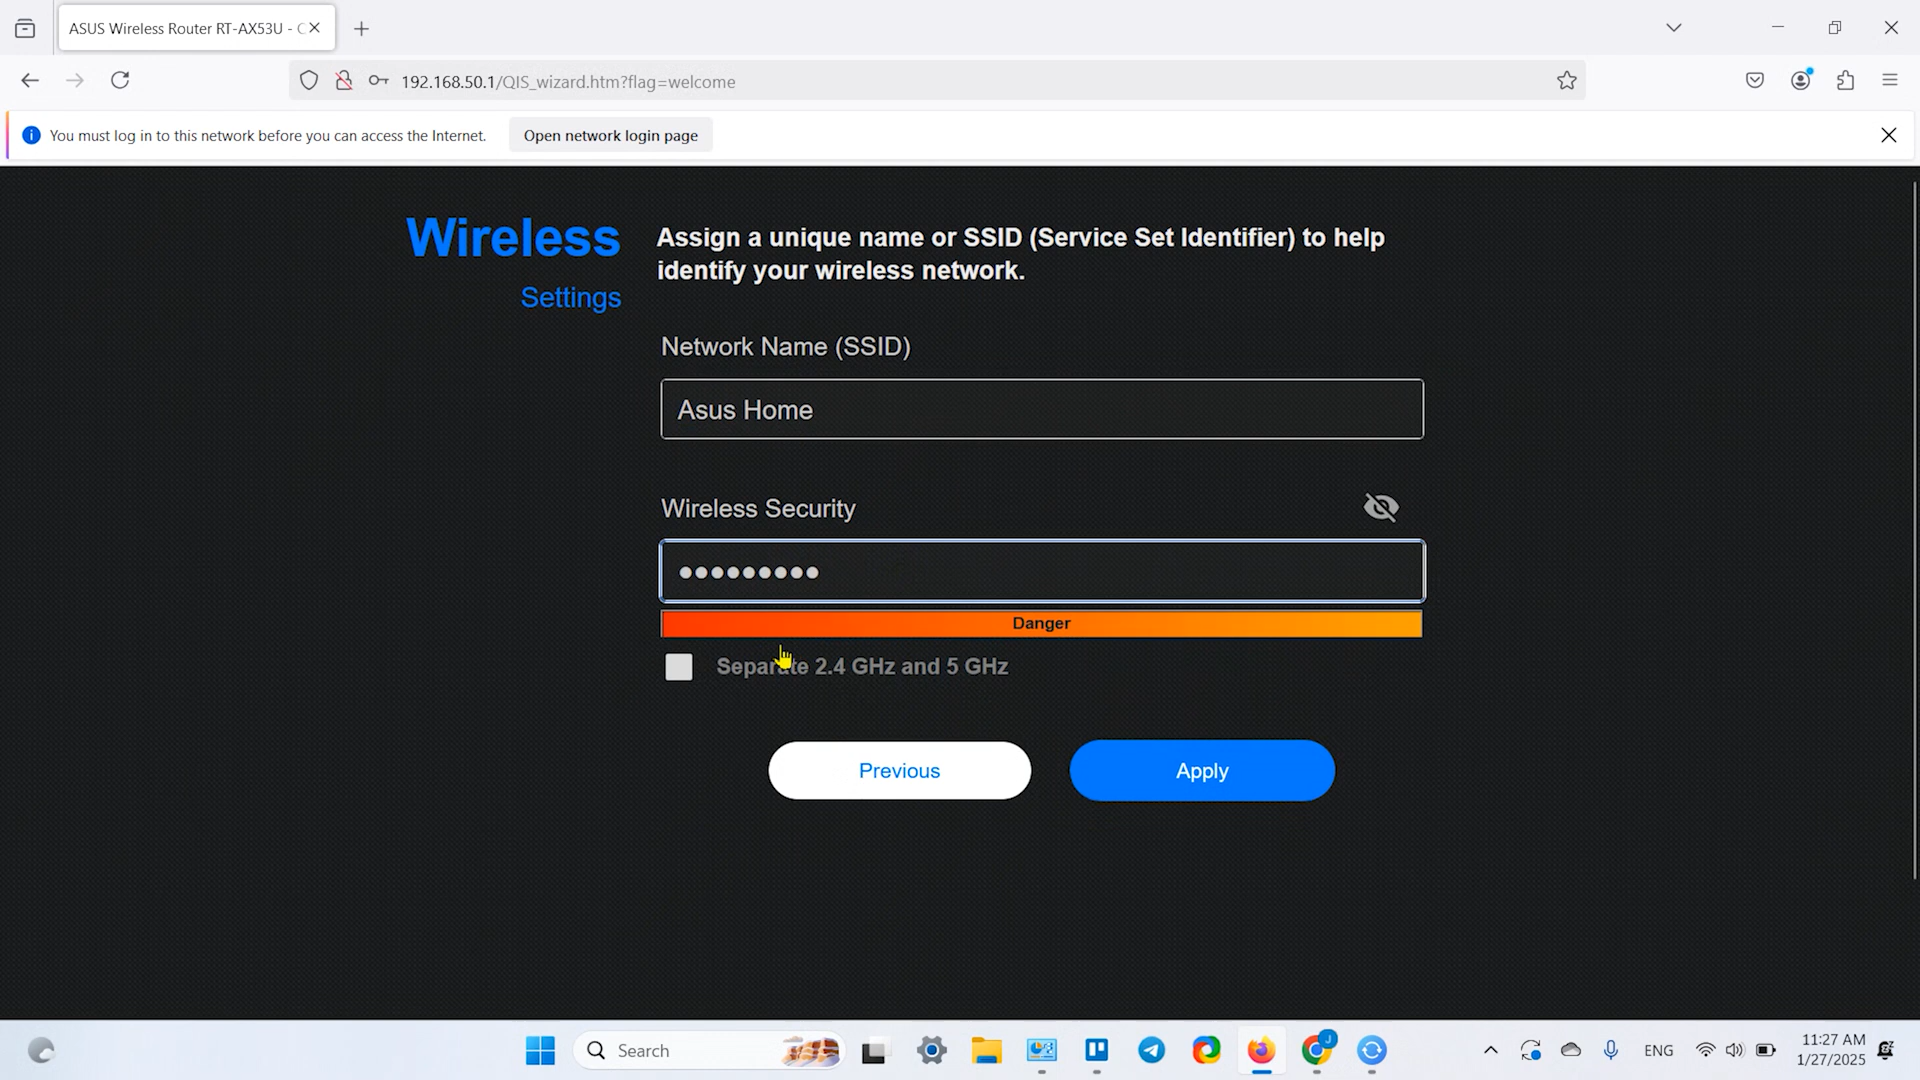 ASUS Wireless Router RT-AX53U -
192.168.50.1/QIS_wizard.htm?flag=welcome
You must log in to this network before you can access the Internet.
Open network login page
Wireless
Settings
Assign a unique name or SSID (Service Set Identifier) to help
identify your wireless network.
Network Name (SSID)
Asus Home
Wireless Security
●●●●●●●●●
Danger
Separate 2.4 GHz and 5 GHz
Previous
Apply
Search
J
ENG
11:27 AM
1/27/2025